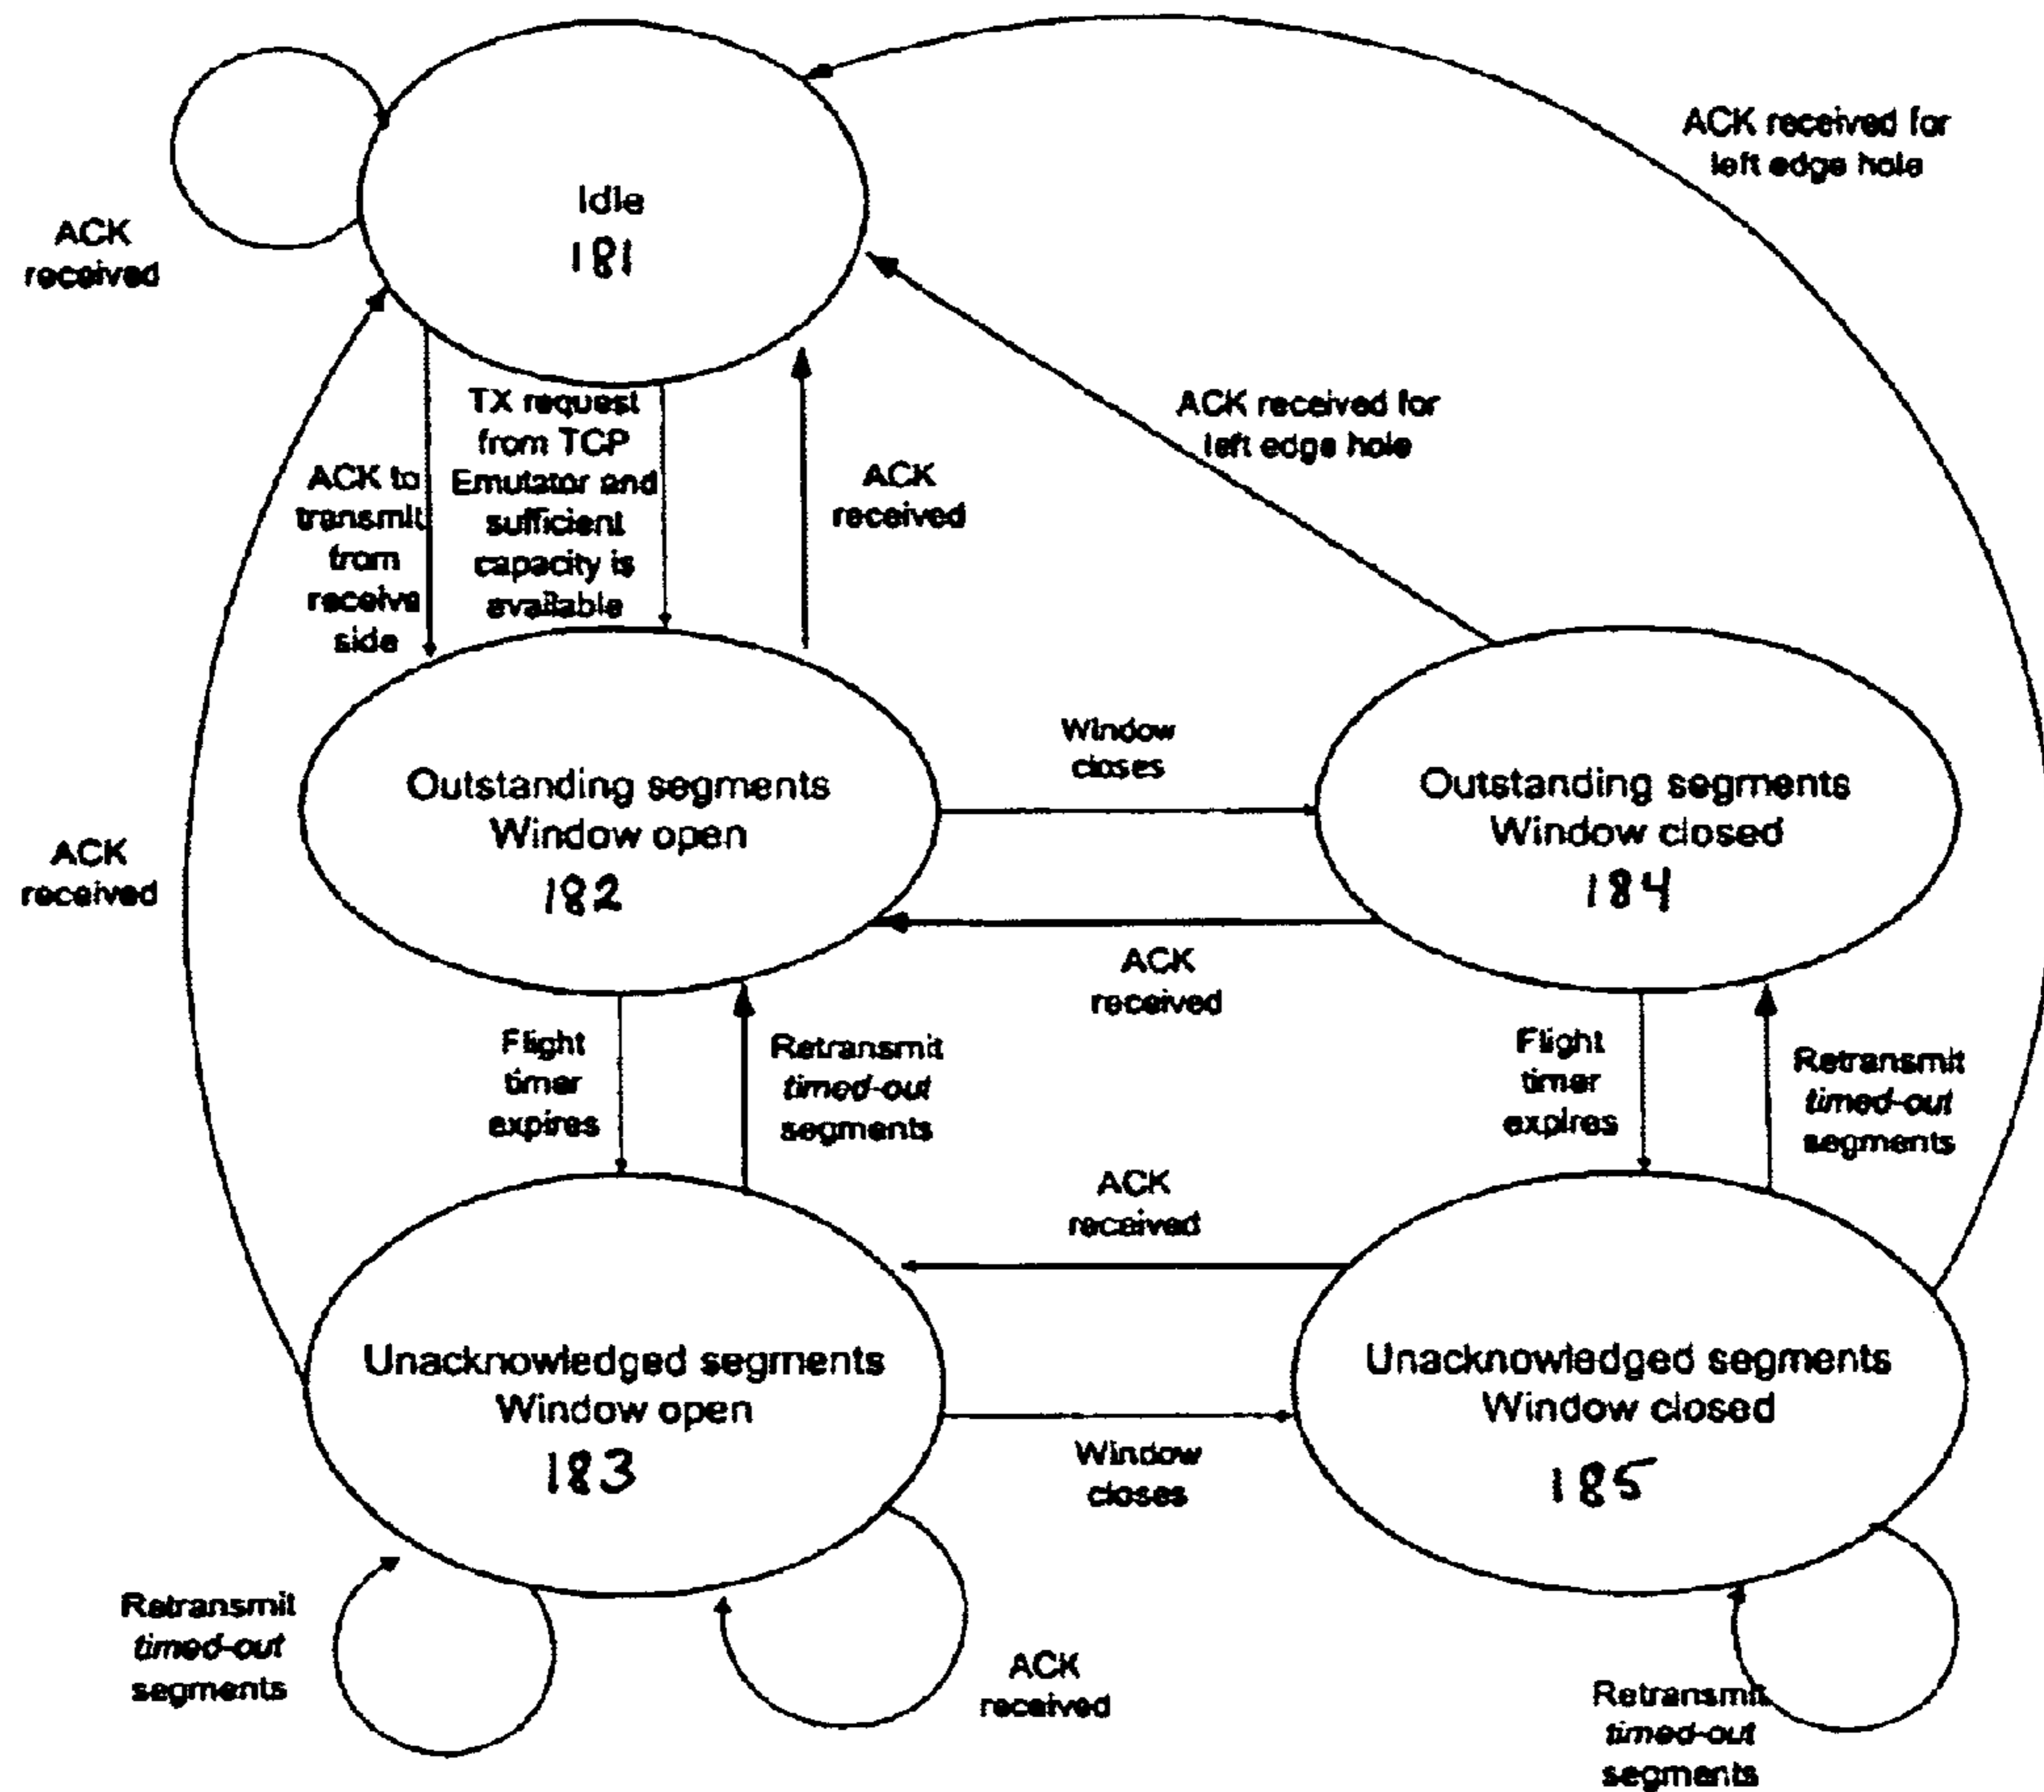 ACK received for
left edge hole
Idle
181
ACK
received
TX request
from TCP
Emutator and
sufficient
capacity is
available
ACK received for
left edge hole
ACK to
transmit
from
receive
side
ACK
received
Window
closes
Outstanding segments
Window open
182
Outstanding segments
Window closed
184
ACK
received
ACK
received
Flight
timer
expires
Retransmit
timed-out
segments
Flight
timer
expires
Retransmit
timed-out
segments
ACK
received
Unacknowledged segments
Window open
183
Unacknowledged segments
Window closed
185
Window
closes
Retransmit
timed-out
segments
ACK
received
Retransmit
timed-out
segments